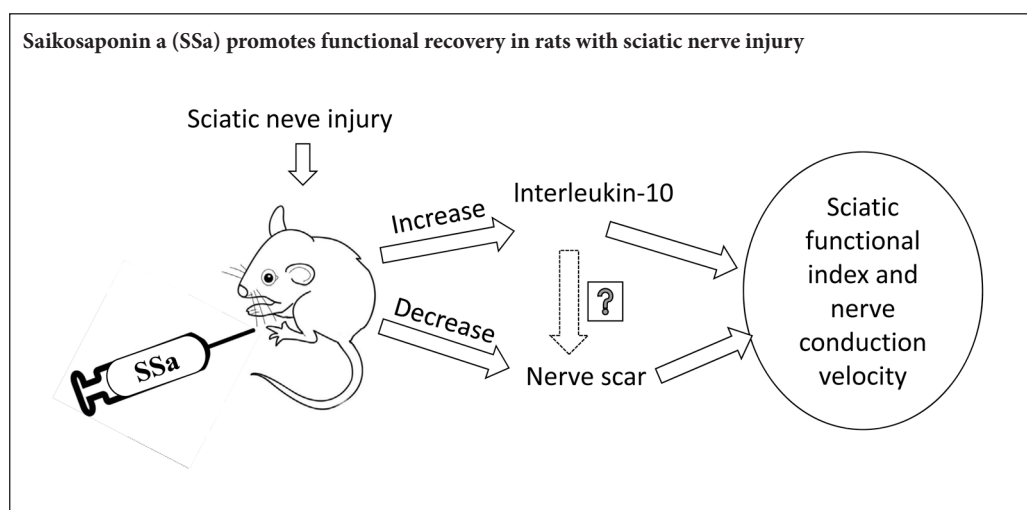 Saikosaponin a (SSa) promotes functional recovery in rats with sciatic nerve injury
Sciatic neve injury
Increase
Interleukin-10
?
Decrease
Nerve scar
SSa
Sciatic
functional
index and
nerve
conduction
velocity